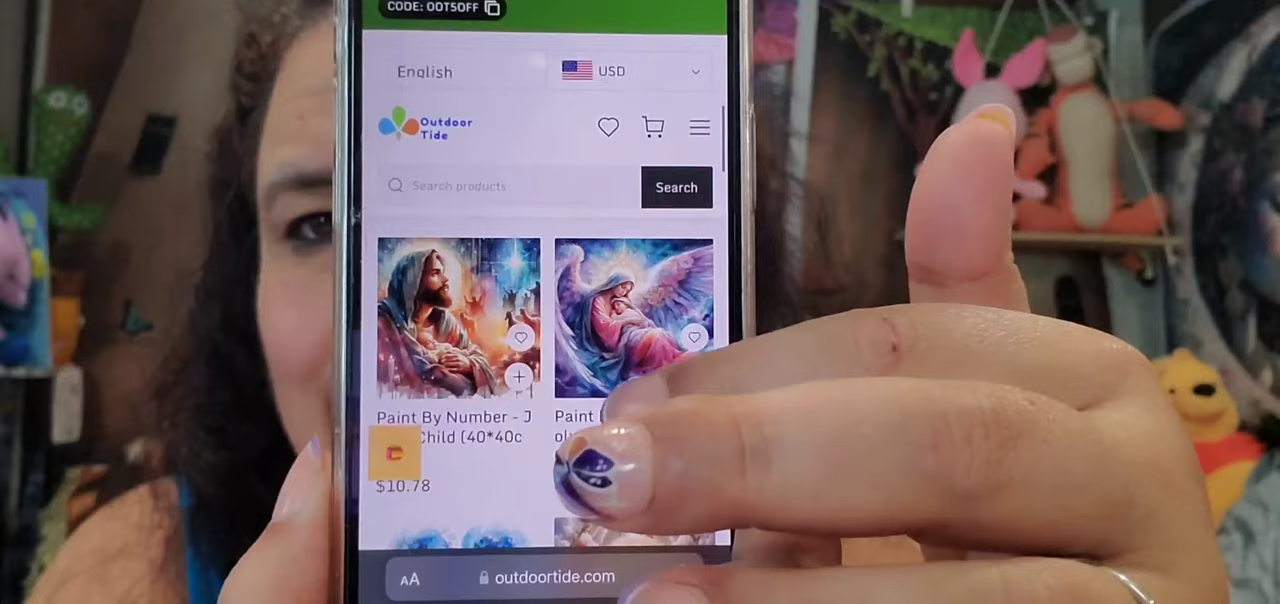 CODE: ODT5OFF
English
USD
Outdoor
Tide
Search products
Search
Paint By Number - J
Child (40*40c
Paint
$10.78
AA
outdoortide.com